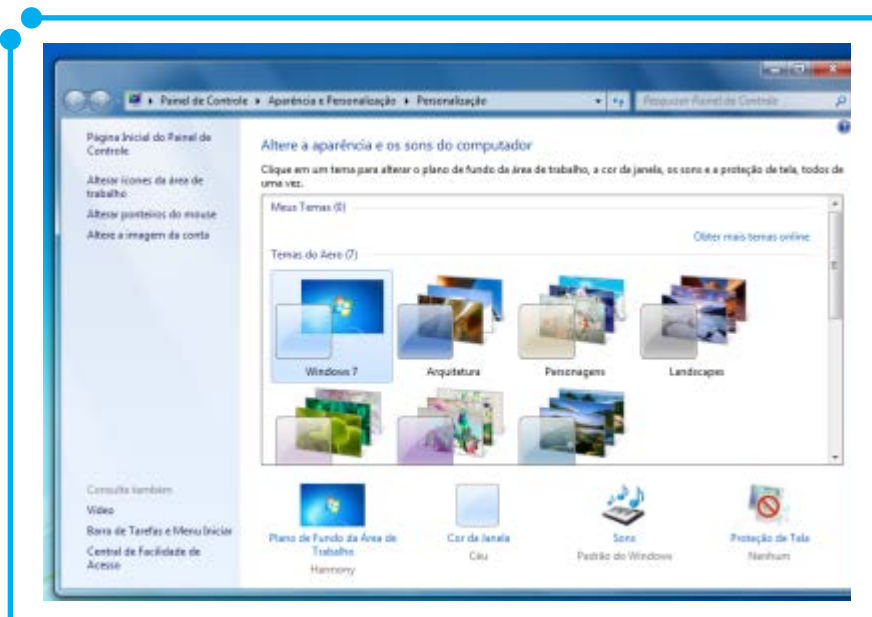 Painel de Controle ▸ Aparência e Personalização ▸ Personalização
Pesquisar Painel de Controle
Página Inicial do Painel de
Controle
Alterar ícones da área de
trabalho
Alterar ponteiros do mouse
Altere a imagem da conta
Altere a aparência e os sons do computador
Clique em um tema para alterar o plano de fundo da área de trabalho, a cor da janela, os sons e a proteção de tela, todos de
uma vez.
Meus Temas (0)
Obter mais temas online
Temas do Aero (7)
Windows 7
Arquitetura
Personagens
Landscapes
Consulte também
Vídeo
Barra de Tarefas e Menu Iniciar
Central de Facilidade de
Acesso
Plano de Fundo da Área de
Trabalho
Harmony
Cor da Janela
Céu
Sons
Padrão do Windows
Proteção de Tela
Nenhum